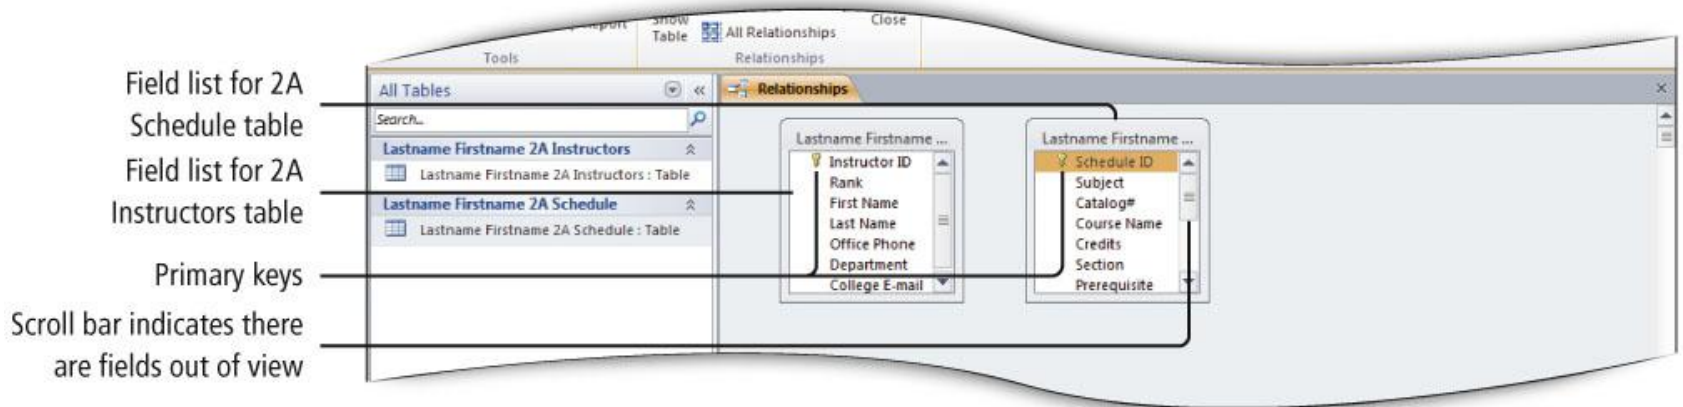 Show
Table
All Relationships
Close
Tools
Relationships
Field list for 2A
Schedule table
Field list for 2A
Instructors table
Primary keys
Scroll bar indicates there
are fields out of view
All Tables
Search...
Lastname Firstname 2A Instructors
Lastname Firstname 2A Instructors : Table
Lastname Firstname 2A Schedule
Lastname Firstname 2A Schedule : Table
Relationships
Lastname Firstname ...
Instructor ID
Rank
First Name
Last Name
Office Phone
Department
College E-mail
Lastname Firstname ...
Schedule ID
Subject
Catalog#
Course Name
Credits
Section
Prerequisite